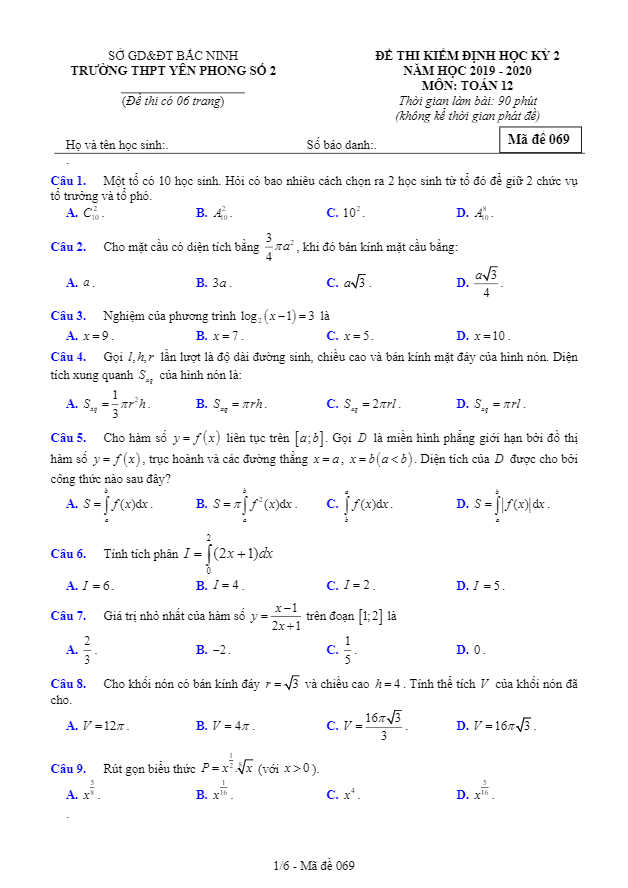 SỞ GD&ĐT BẮC NINH
TRƯỜNG THPT YÊN PHONG SỐ 2
(Đề thi có 06 trang)
ĐỀ THI KIỂM ĐỊNH HỌC KỲ 2
NĂM HỌC 2019 - 2020
MÔN: TOÁN 12
Thời gian làm bài: 90 phút
(không kể thời gian phát đề)
Họ và tên học sinh:. Số báo danh:. Mã đề 069
.
Câu 1. Một tổ có 10 học sinh. Hỏi có bao nhiêu cách chọn ra 2 học sinh từ tổ đó để giữ 2 chức vụ
tổ trưởng và tổ phó.
A. $C_{10}^{2}$ . B. $A_{10}^{2}$ . C. $10^{2}$ . D. $A_{10}^{8}$ .
Câu 2. Cho mặt cầu có diện tích bằng $\frac{3}{4}\pi a^{2}$ , khi đó bán kính mặt cầu bằng:
A. $a$ . B. $3a$ . C. $a\sqrt{3}$ . D. $\frac{a\sqrt{3}}{4}$ .
Câu 3. Nghiệm của phương trình $\log_{2}(x-1)=3$ là
A. $x=9$ . B. $x=7$ . C. $x=5$ . D. $x=10$ .
Câu 4. Gọi $l,h,r$ lần lượt là độ dài đường sinh, chiều cao và bán kính mặt đáy của hình nón. Diện
tích xung quanh $S_{xq}$ của hình nón là:
A. $S_{xq}=\frac{1}{3}\pi r^{2}h$ . B. $S_{xq}=\pi rh$ . C. $S_{xq}=2\pi rl$ . D. $S_{xq}=\pi rl$ .
Câu 5. Cho hàm số $y=f(x)$ liên tục trên $[a;b]$. Gọi $D$ là miền hình phẳng giới hạn bởi đồ thị
hàm số $y=f(x)$, trục hoành và các đường thẳng $x=a$, $x=b(a<b)$. Diện tích của $D$ được cho bởi
công thức nào sau đây?
A. $S=\int_{a}^{b}f(x)dx$ . B. $S=\pi\int_{a}^{b}f^{2}(x)dx$ . C. $\int_{b}^{a}f(x)dx$ . D. $S=\int_{a}^{b}|f(x)|dx$ .
Câu 6. Tính tích phân $I=\int_{0}^{2}(2x+1)dx$
A. $I=6$ . B. $I=4$ . C. $I=2$ . D. $I=5$ .
Câu 7. Giá trị nhỏ nhất của hàm số $y=\frac{x-1}{2x+1}$ trên đoạn $[1;2]$ là
A. $\frac{2}{3}$ . B. $-2$ . C. $\frac{1}{5}$ . D. $0$ .
Câu 8. Cho khối nón có bán kính đáy $r=\sqrt{3}$ và chiều cao $h=4$ . Tính thể tích $V$ của khối nón đã
cho.
A. $V=12\pi$ . B. $V=4\pi$ . C. $V=\frac{16\pi\sqrt{3}}{3}$ . D. $V=16\pi\sqrt{3}$ .
Câu 9. Rút gọn biểu thức $P=x^{\frac{1}{2}}.\sqrt[8]{x}$ (với $x>0$ ).
A. $x^{\frac{5}{8}}$ . B. $x^{\frac{1}{16}}$ . C. $x^{4}$ . D. $x^{\frac{5}{16}}$ .
.
1/6 - Mã đề 069